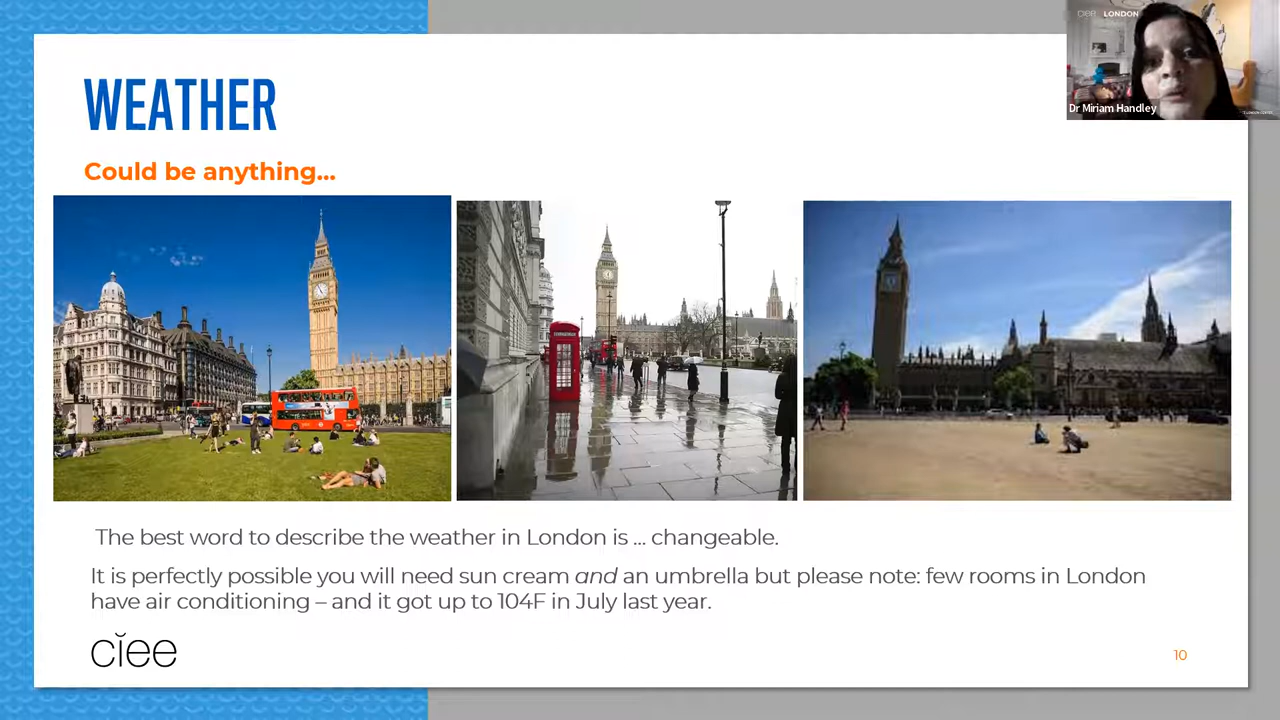 ciee LONDON
Dr Miriam Handley
WEATHER
Could be anything...
The best word to describe the weather in London is ... changeable.
It is perfectly possible you will need sun cream and an umbrella but please note: few rooms in London
have air conditioning – and it got up to 104F in July last year.
cĭee
10